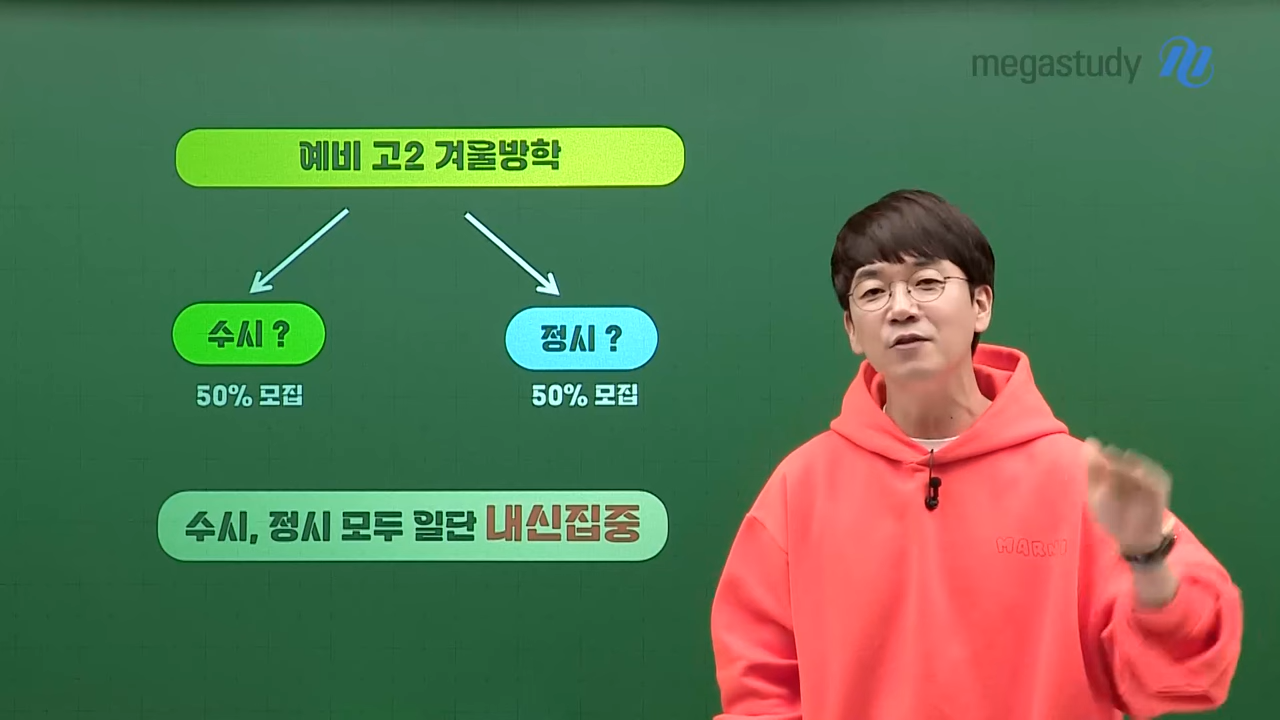 megastudy
예비 고2 겨울방학
수시 ?
정시 ?
50% 모집
50% 모집
수시, 정시 모두 일단 내신집중
MARNI